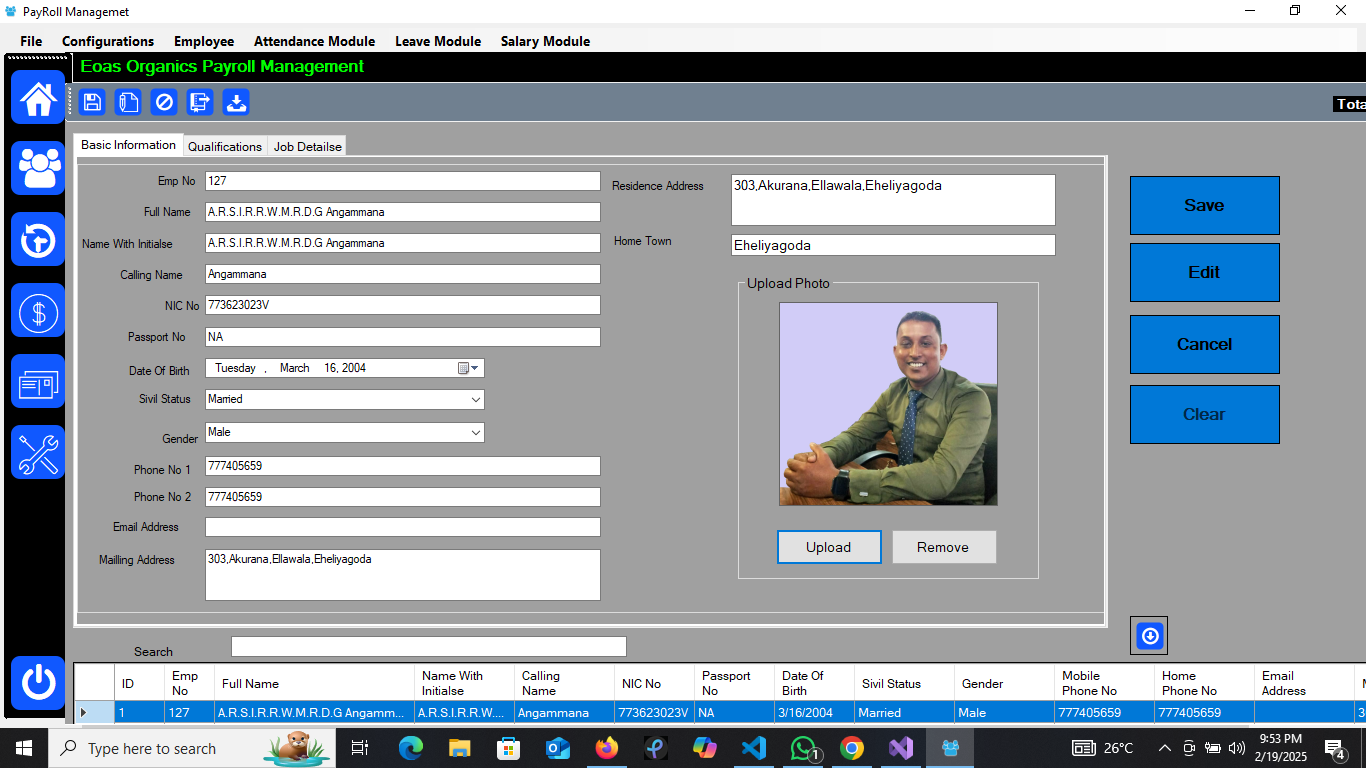 PayRoll Managemet
File Configurations Employee Attendance Module Leave Module Salary Module
Eoas Organics Payroll Management
Tota
Basic Information Qualifications Job Detailse
Emp No 127
Full Name A.R.S.I.R.R.W.M.R.D.G Angammana
Name With Initialse A.R.S.I.R.R.W.M.R.D.G Angammana
Calling Name Angammana
NIC No 773623023V
Passport No NA
Date Of Birth Tuesday , March 16, 2004
Sivil Status Married
Gender Male
Phone No 1 777405659
Phone No 2 777405659
Email Address
Mailling Address 303,Akurana,Ellawala,Eheliyagoda
Residence Address 303,Akurana,Ellawala,Eheliyagoda
Home Town Eheliyagoda
Upload Photo
Upload Remove
Save
Edit
Cancel
Clear
Search
ID Emp No Full Name Name With Initialse Calling Name NIC No Passport No Date Of Birth Sivil Status Gender Mobile Phone No Home Phone No Email Address M
1 127 A.R.S.I.R.R.W.M.R.D.G Angamm... A.R.S.I.R.R.W.... Angammana 773623023V NA 3/16/2004 Married Male 777405659 777405659 3
Type here to search
1
26°C
9:53 PM
2/19/2025
4